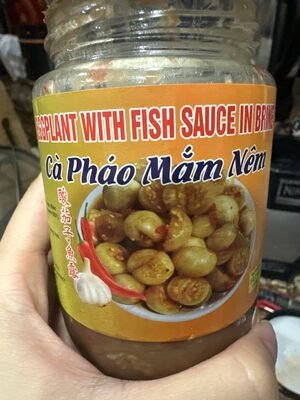 EGGPLANT WITH FISH SAUCE IN BRINE
Cà Pháo Mắm Nêm